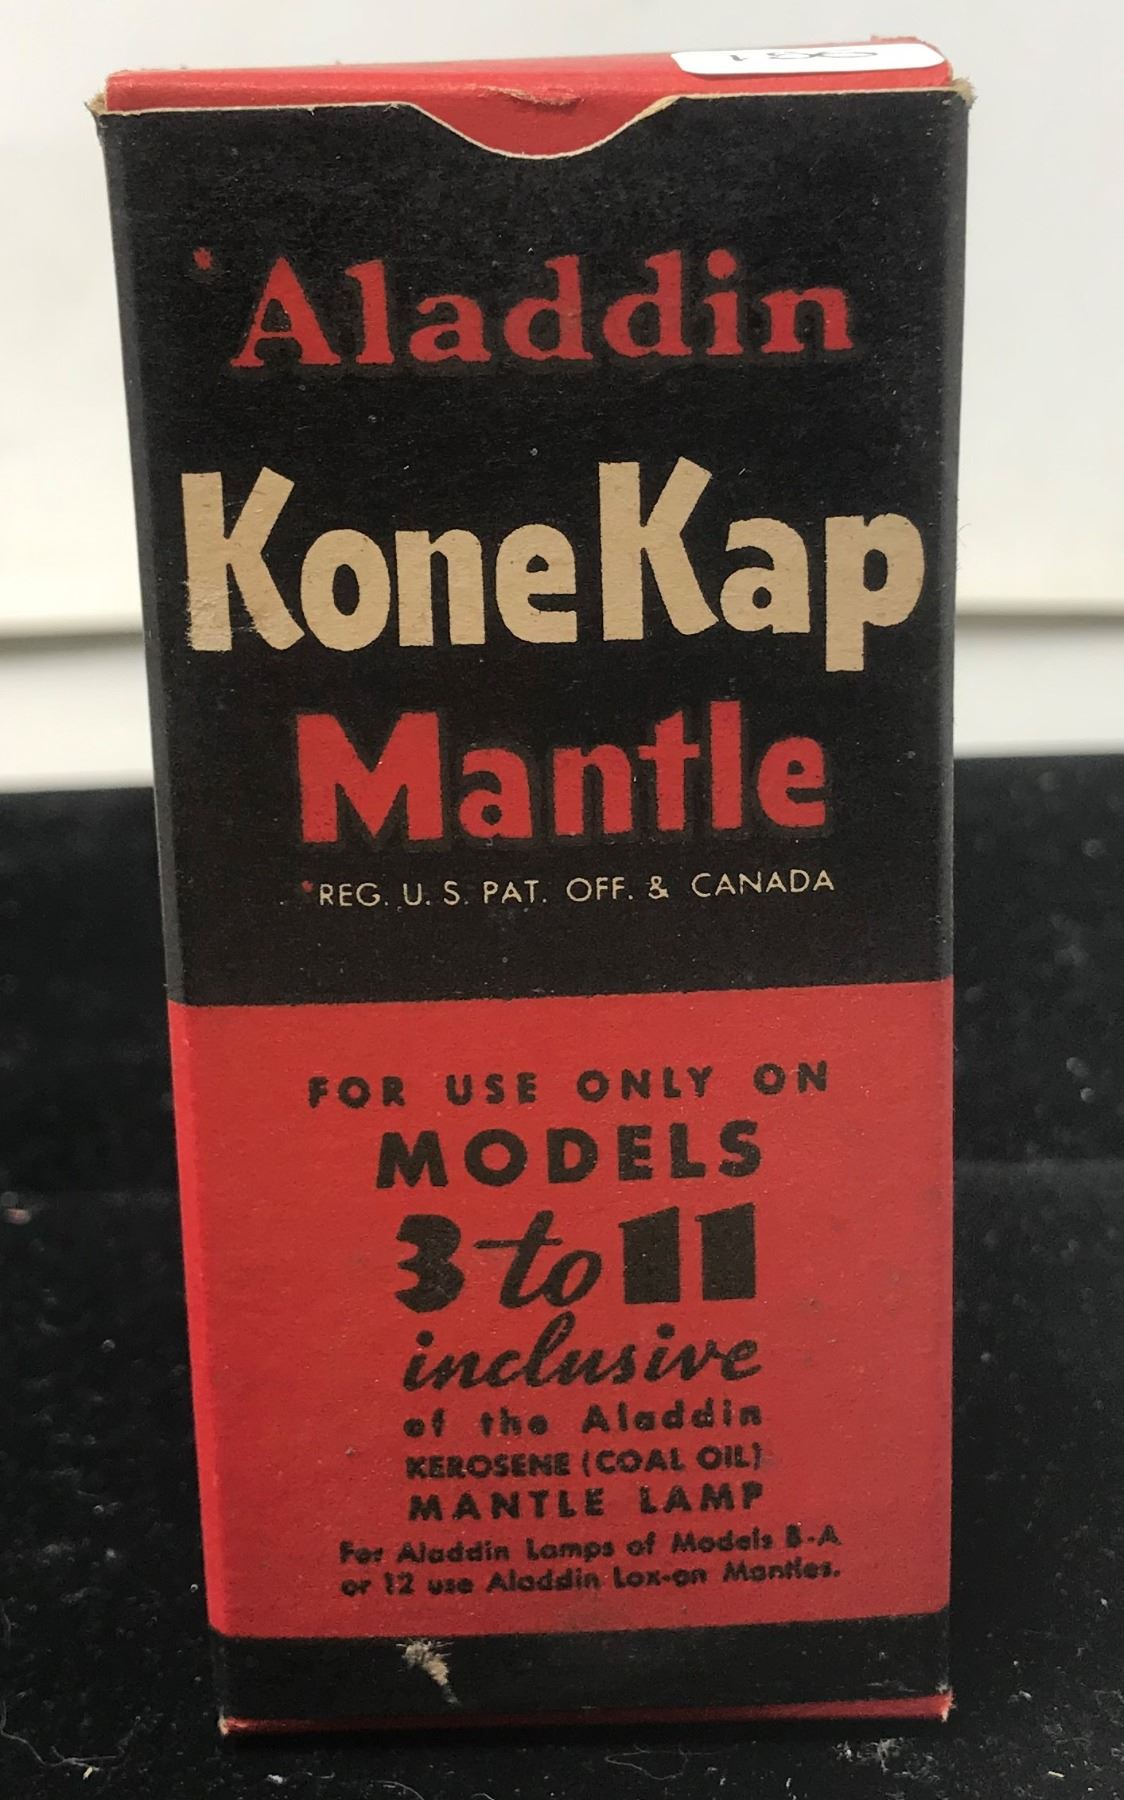 *Aladdin
KoneKap
Mantle
*REG. U. S. PAT. OFF. & CANADA
FOR USE ONLY ON
MODELS
3 to 11
inclusive
of the Aladdin
KEROSENE (COAL OIL)
MANTLE LAMP
For Aladdin Lamps of Models B-A
or 12 use Aladdin Lox-on Mantles.